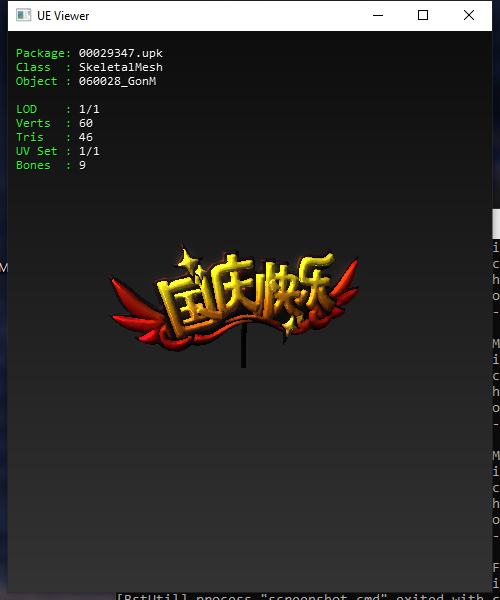 UE Viewer
Package: 00029347.upk
Class : SkeletalMesh
Object : 060028_GonM
LOD : 1/1
Verts : 60
Tris : 46
UV Set : 1/1
Bones : 9
国庆快乐